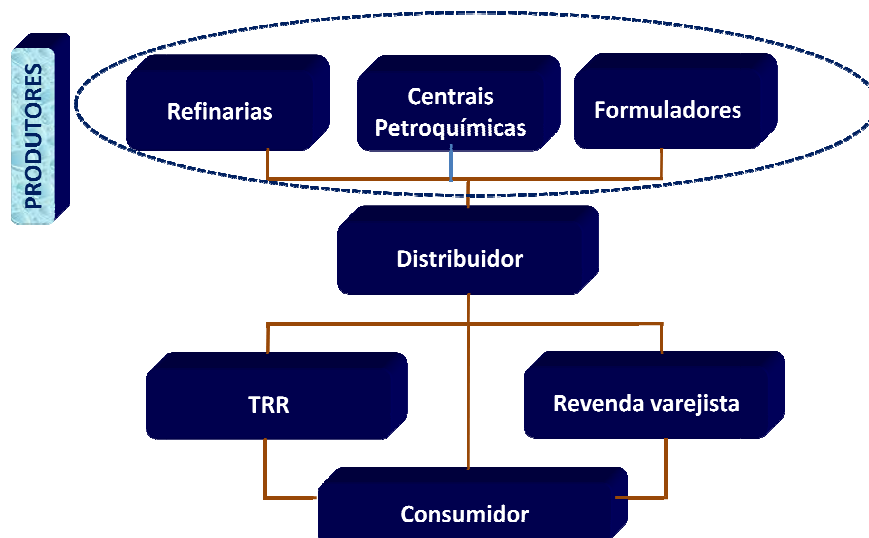 PRODUTORES
Refinarias
Centrais
Petroquímicas
Formuladores
Distribuidor
TRR
Revenda varejista
Consumidor